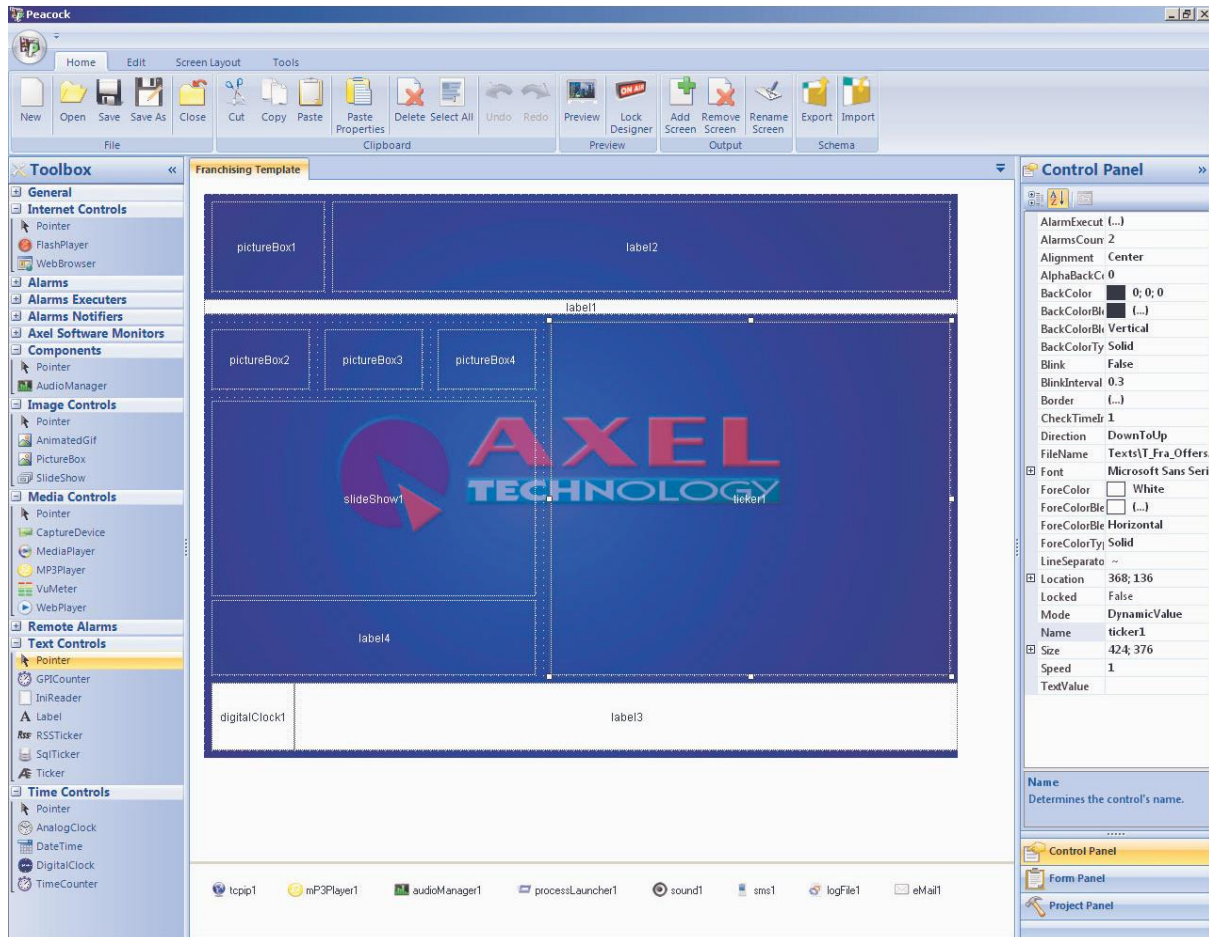 Peacock
Home Edit Screen Layout Tools
New Open Save Save As Close Cut Copy Paste Paste Properties Delete Select All Undo Redo Preview Lock Designer Add Screen Remove Screen Rename Screen Export Import
ON AIR
File Clipboard Preview Output Schema
Toolbox «
General
Internet Controls
Pointer
FlashPlayer
WebBrowser
Alarms
Alarms Executers
Alarms Notifiers
Axel Software Monitors
Components
Pointer
AudioManager
Image Controls
Pointer
AnimatedGif
PictureBox
SlideShow
Media Controls
Pointer
CaptureDevice
MediaPlayer
MP3Player
VuMeter
WebPlayer
Remote Alarms
Text Controls
Pointer
GPICounter
IniReader
A Label
Rss RSSTicker
SqlTicker
Ticker
Time Controls
Pointer
AnalogClock
DateTime
DigitalClock
TimeCounter
Franchising Template
pictureBox1 label2
label1
pictureBox2 pictureBox3 pictureBox4
AXEL
TECHNOLOGY
slideShow1 ticker1
label4
digitalClock1 label3
tcpip1 mP3Player1 audioManager1 processLauncher1 sound1 sms1 logFile1 eMail1
Control Panel »
AlarmExecut (...)
AlarmsCoun 2
Alignment Center
AlphaBackCo 0
BackColor 0; 0; 0
BackColorBle (...)
BackColorBle Vertical
BackColorTy Solid
Blink False
BlinkInterval 0.3
Border (...)
CheckTimeIr 1
Direction DownToUp
FileName Texts\T_Fra_Offers.
Font Microsoft Sans Seri
ForeColor White
ForeColorBle (...)
ForeColorBle Horizontal
ForeColorTy Solid
LineSeparato ~
Location 368; 136
Locked False
Mode DynamicValue
Name ticker1
Size 424; 376
Speed 1
TextValue
Name
Determines the control's name.
Control Panel
Form Panel
Project Panel